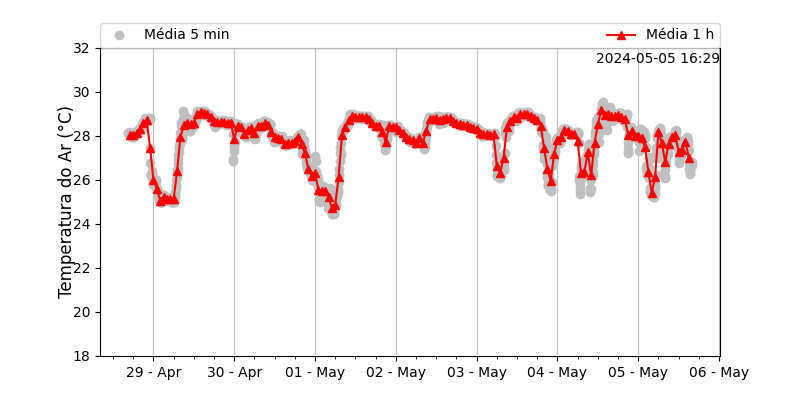 Média 5 min
Média 1 h
2024-05-05 16:29
Temperatura do Ar (°C)
32
30
28
26
24
22
20
18
29 - Apr
30 - Apr
01 - May
02 - May
03 - May
04 - May
05 - May
06 - May